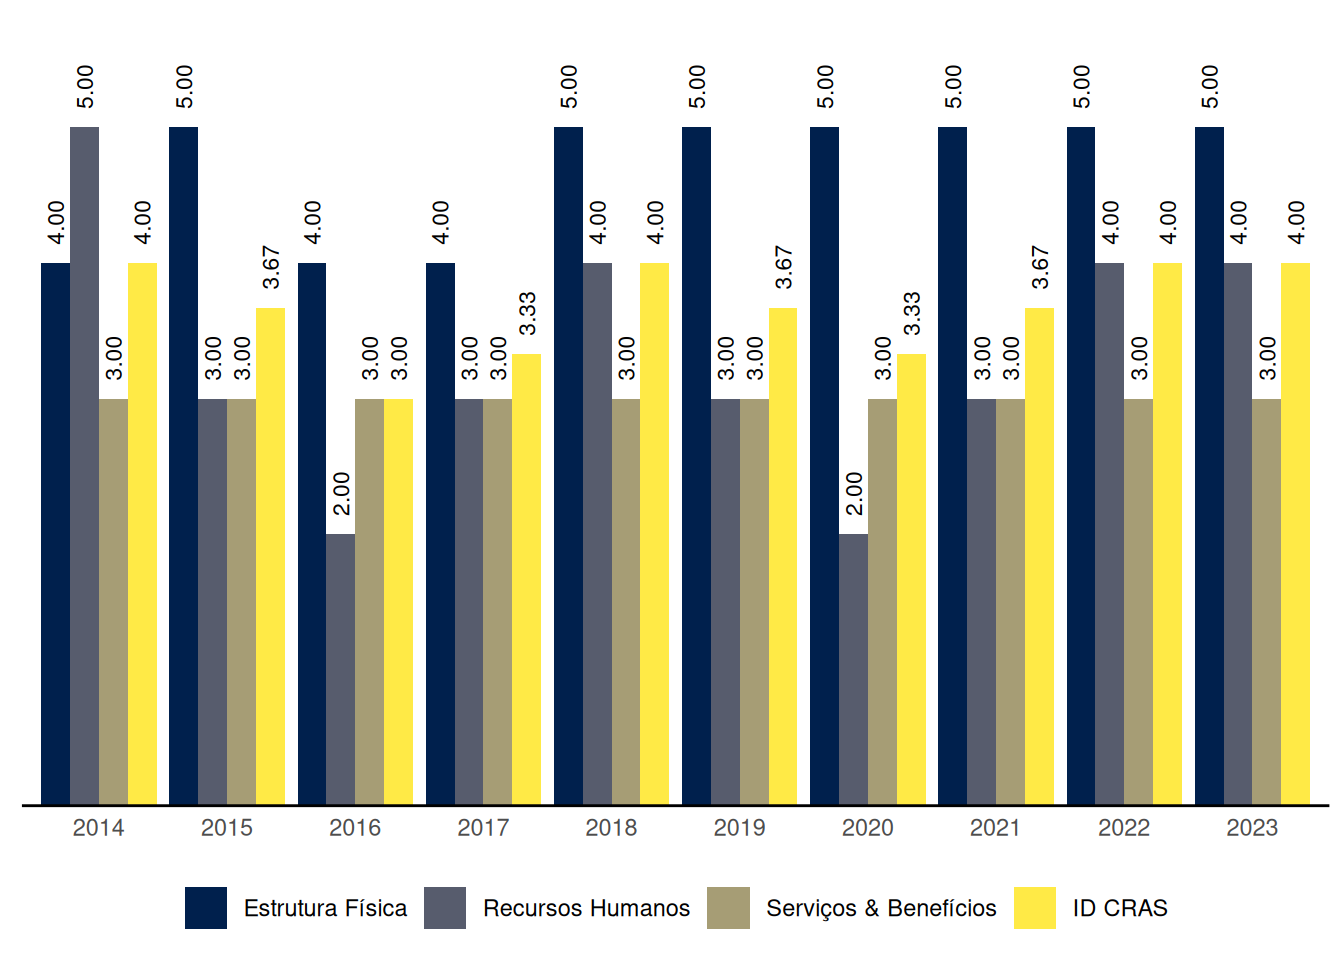 5.00 5.00 5.00 5.00 5.00 5.00 5.00 5.00
4.00 4.00 4.00 4.00 4.00 4.00 4.00 4.00 4.00
3.67 3.67 3.67
3.33 3.33
3.00 3.00 3.00 3.00 3.00 3.00 3.00 3.00 3.00 3.00 3.00 3.00 3.00 3.00 3.00
2.00 2.00
2014 2015 2016 2017 2018 2019 2020 2021 2022 2023
Estrutura Física Recursos Humanos Serviços & Benefícios ID CRAS